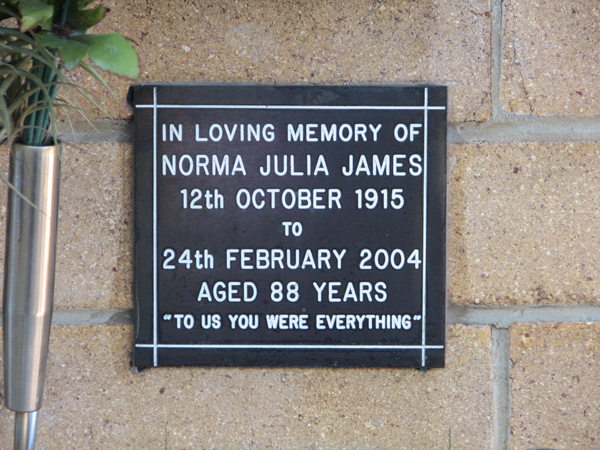 IN LOVING MEMORY OF
NORMA JULIA JAMES
12th OCTOBER 1915
TO
24th FEBRUARY 2004
AGED 88 YEARS
"TO US YOU WERE EVERYTHING"